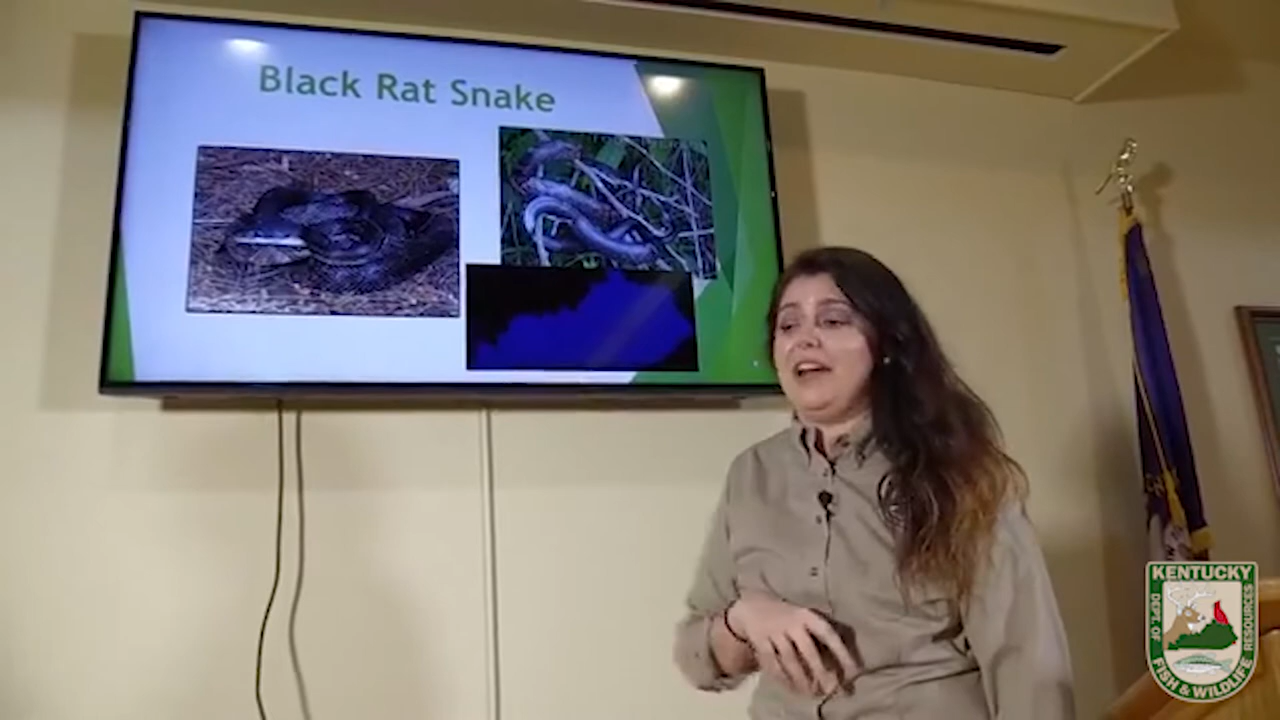 Black Rat Snake
KENTUCKY
DEPT. OF
FISH & WILDLIFE
RESOURCES